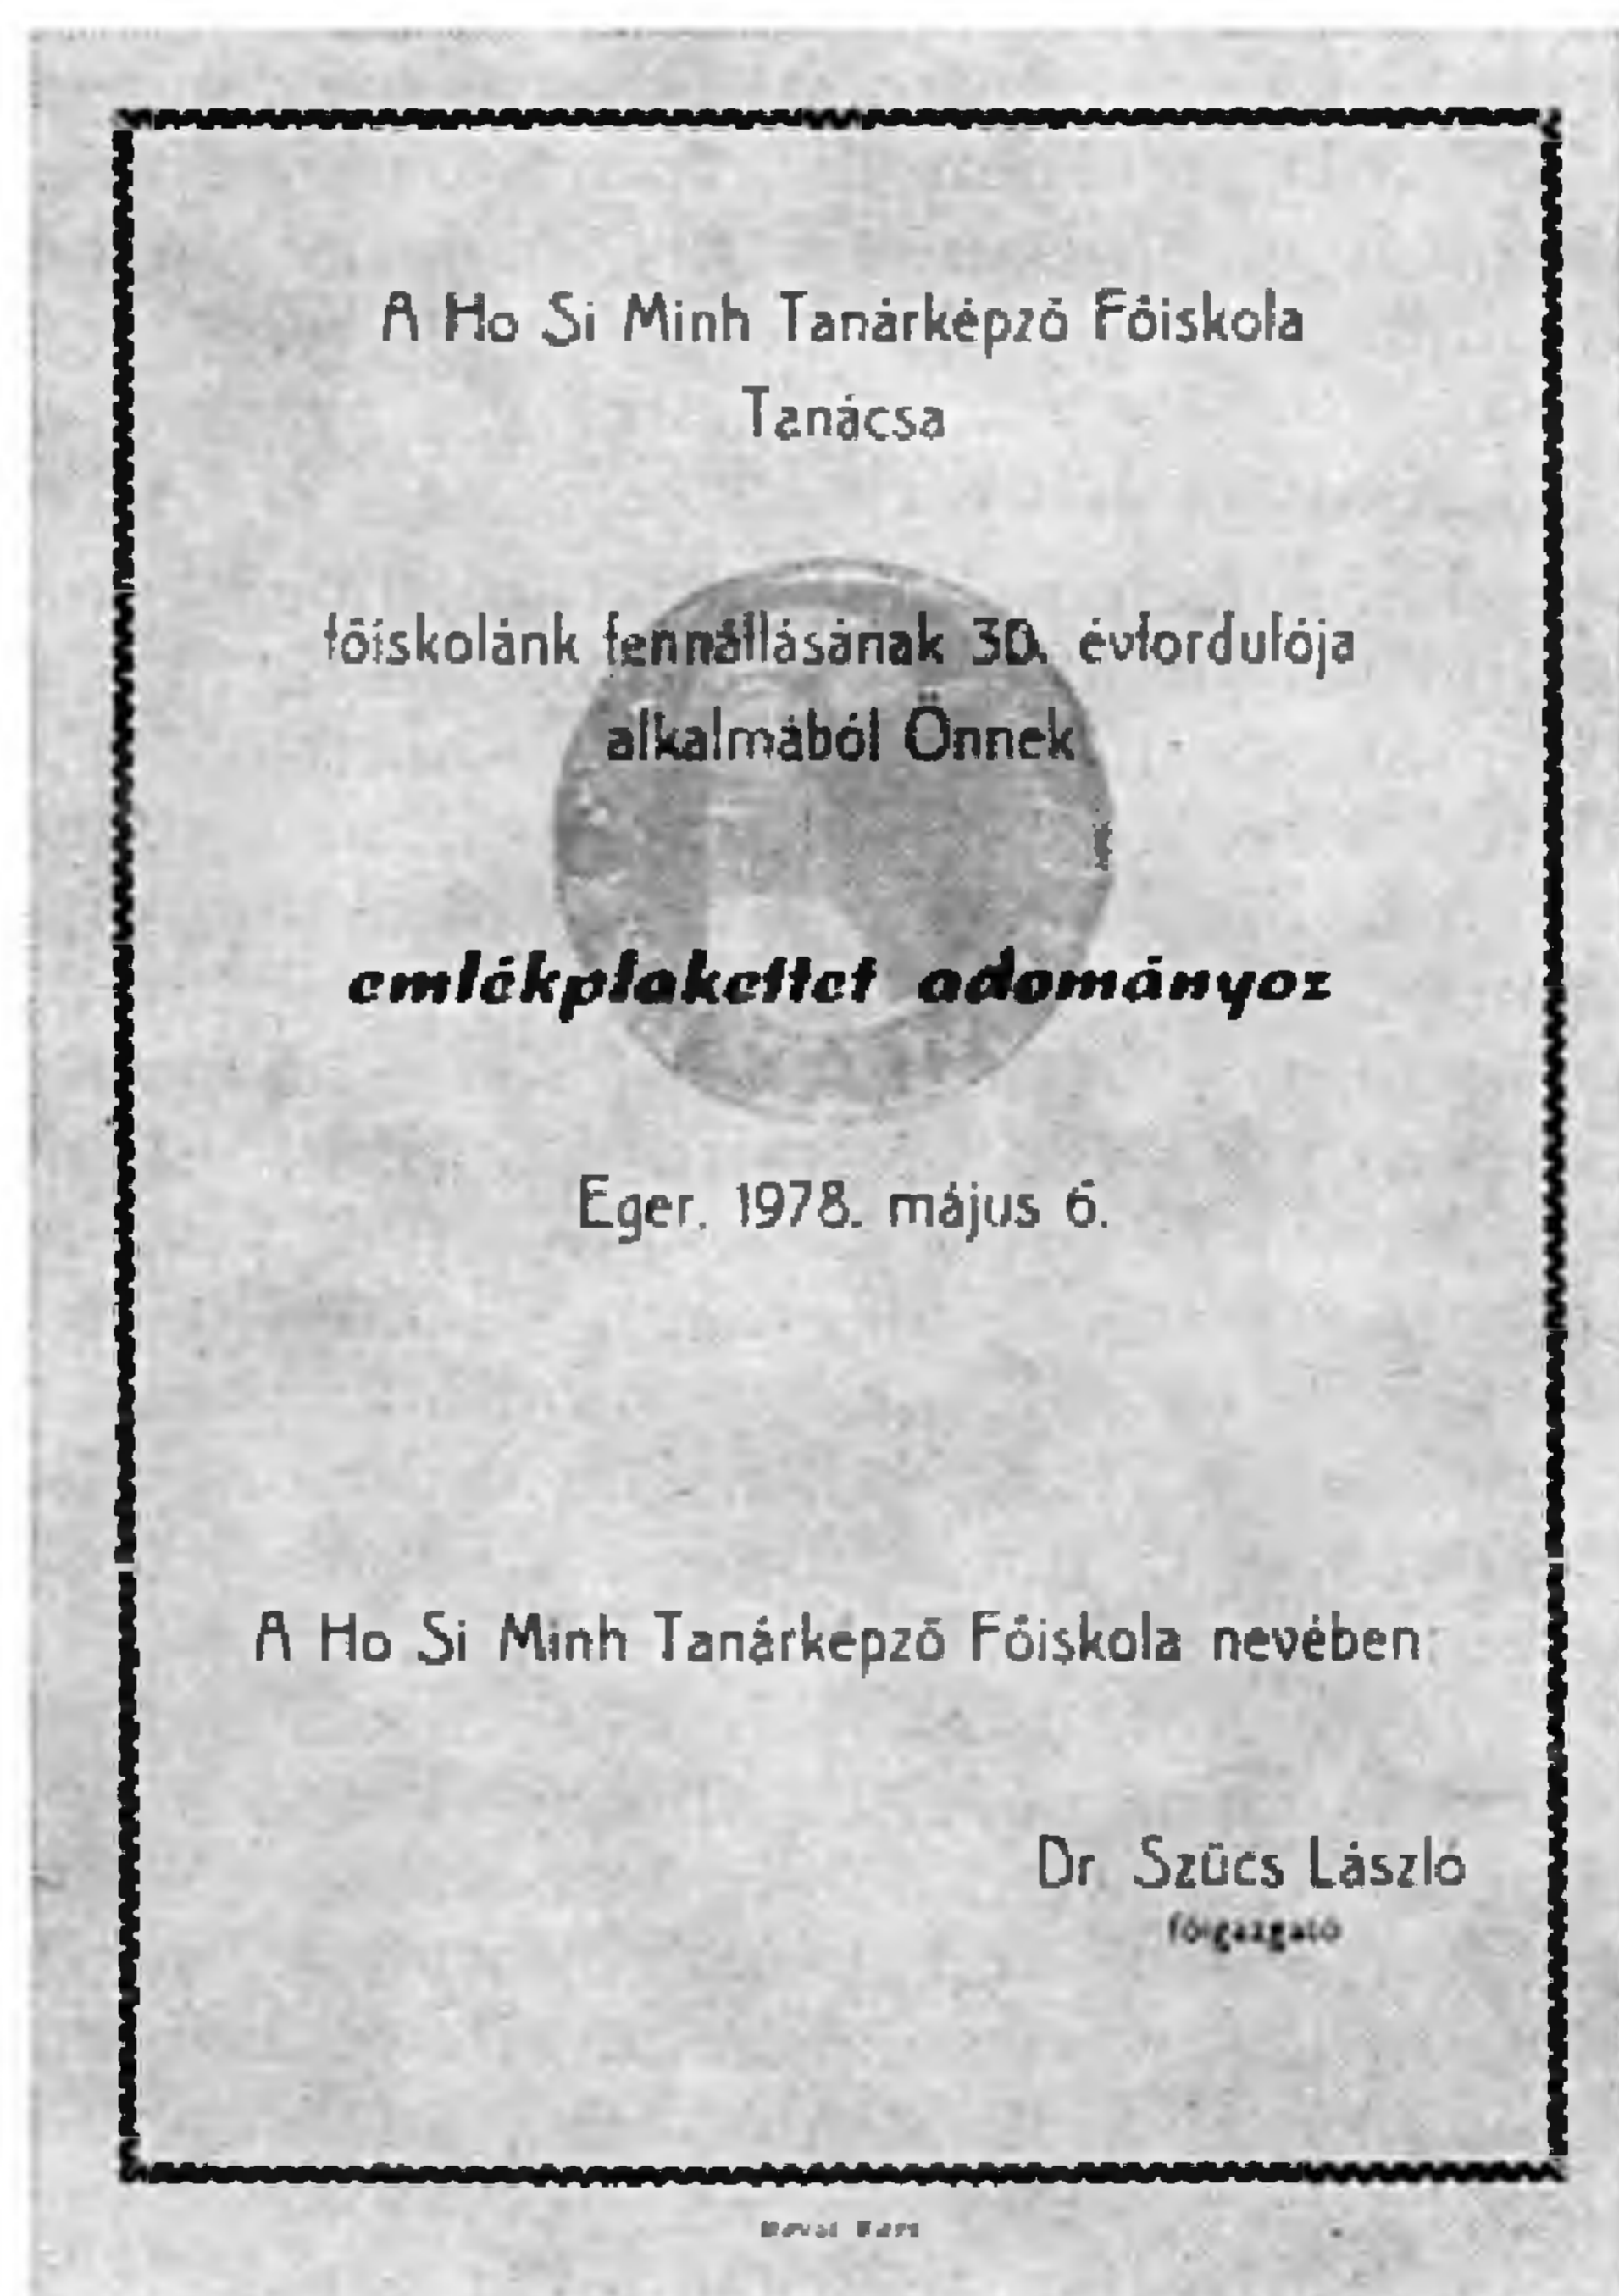 A Ho Si Minh Tanárképző Főiskola
Tanácsa
főiskolánk fennállásának 30. évfordulója
alkalmából Önnek
emlékplakettet adományoz
Eger. 1978. május 6.
A Ho Si Minh Tanárképző Főiskola nevében
Dr. Szűcs László
főigazgató